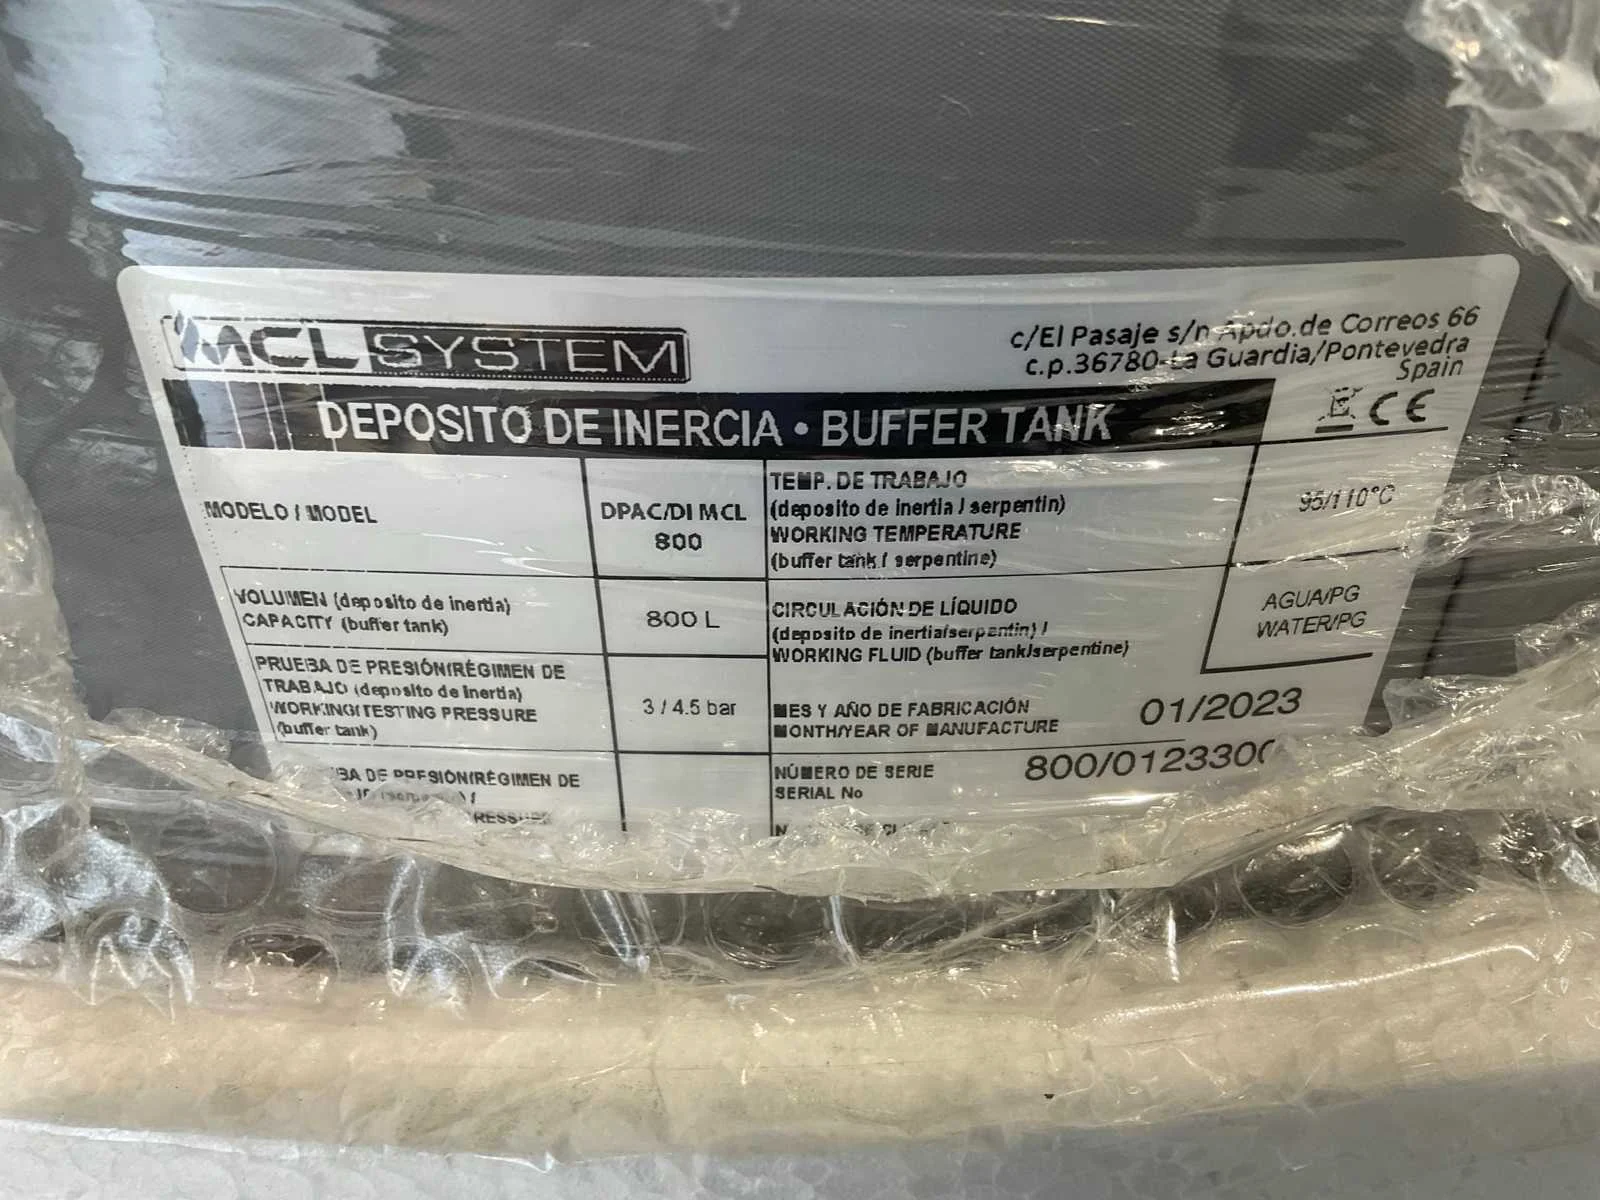 MCL SYSTEM
c/El Pasaje s/n Apdo.de Correos 66
c.p.36780-La Guardia/Pontevedra
Spain
DEPOSITO DE INERCIA • BUFFER TANK
CE
MODELO / MODEL
DPAC/DI MCL
800
TEMP. DE TRABAJO
(deposito de inertia / serpentin)
WORKING TEMPERATURE
(buffer tank / serpentine)
95/110°C
VOLUMEN (deposito de inertia)
CAPACITY (buffer tank)
800 L
CIRCULACIÓN DE LÍQUIDO
(deposito de inertia/serpentin) /
WORKING FLUID (buffer tank/serpentine)
AGUA/PG
WATER/PG
PRUEBA DE PRESIÓN/RÉGIMEN DE
TRABAJO (deposito de inertia)
WORKING/TESTING PRESSURE
(buffer tank)
3 / 4.5 bar
MES Y AÑO DE FABRICACIÓN
MONTH/YEAR OF MANUFACTURE
01/2023
DE PRESIÓN/RÉGIMEN DE
NÚMERO DE SERIE
SERIAL No
800/0123300